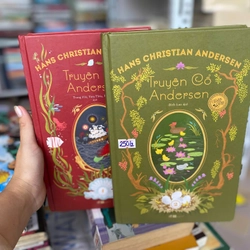 HANS CHRISTIAN ANDERSEN
Truyện Cổ
Andersen
HANS CHRISTIAN ANDERSEN
Truyện Cổ
Andersen
250k